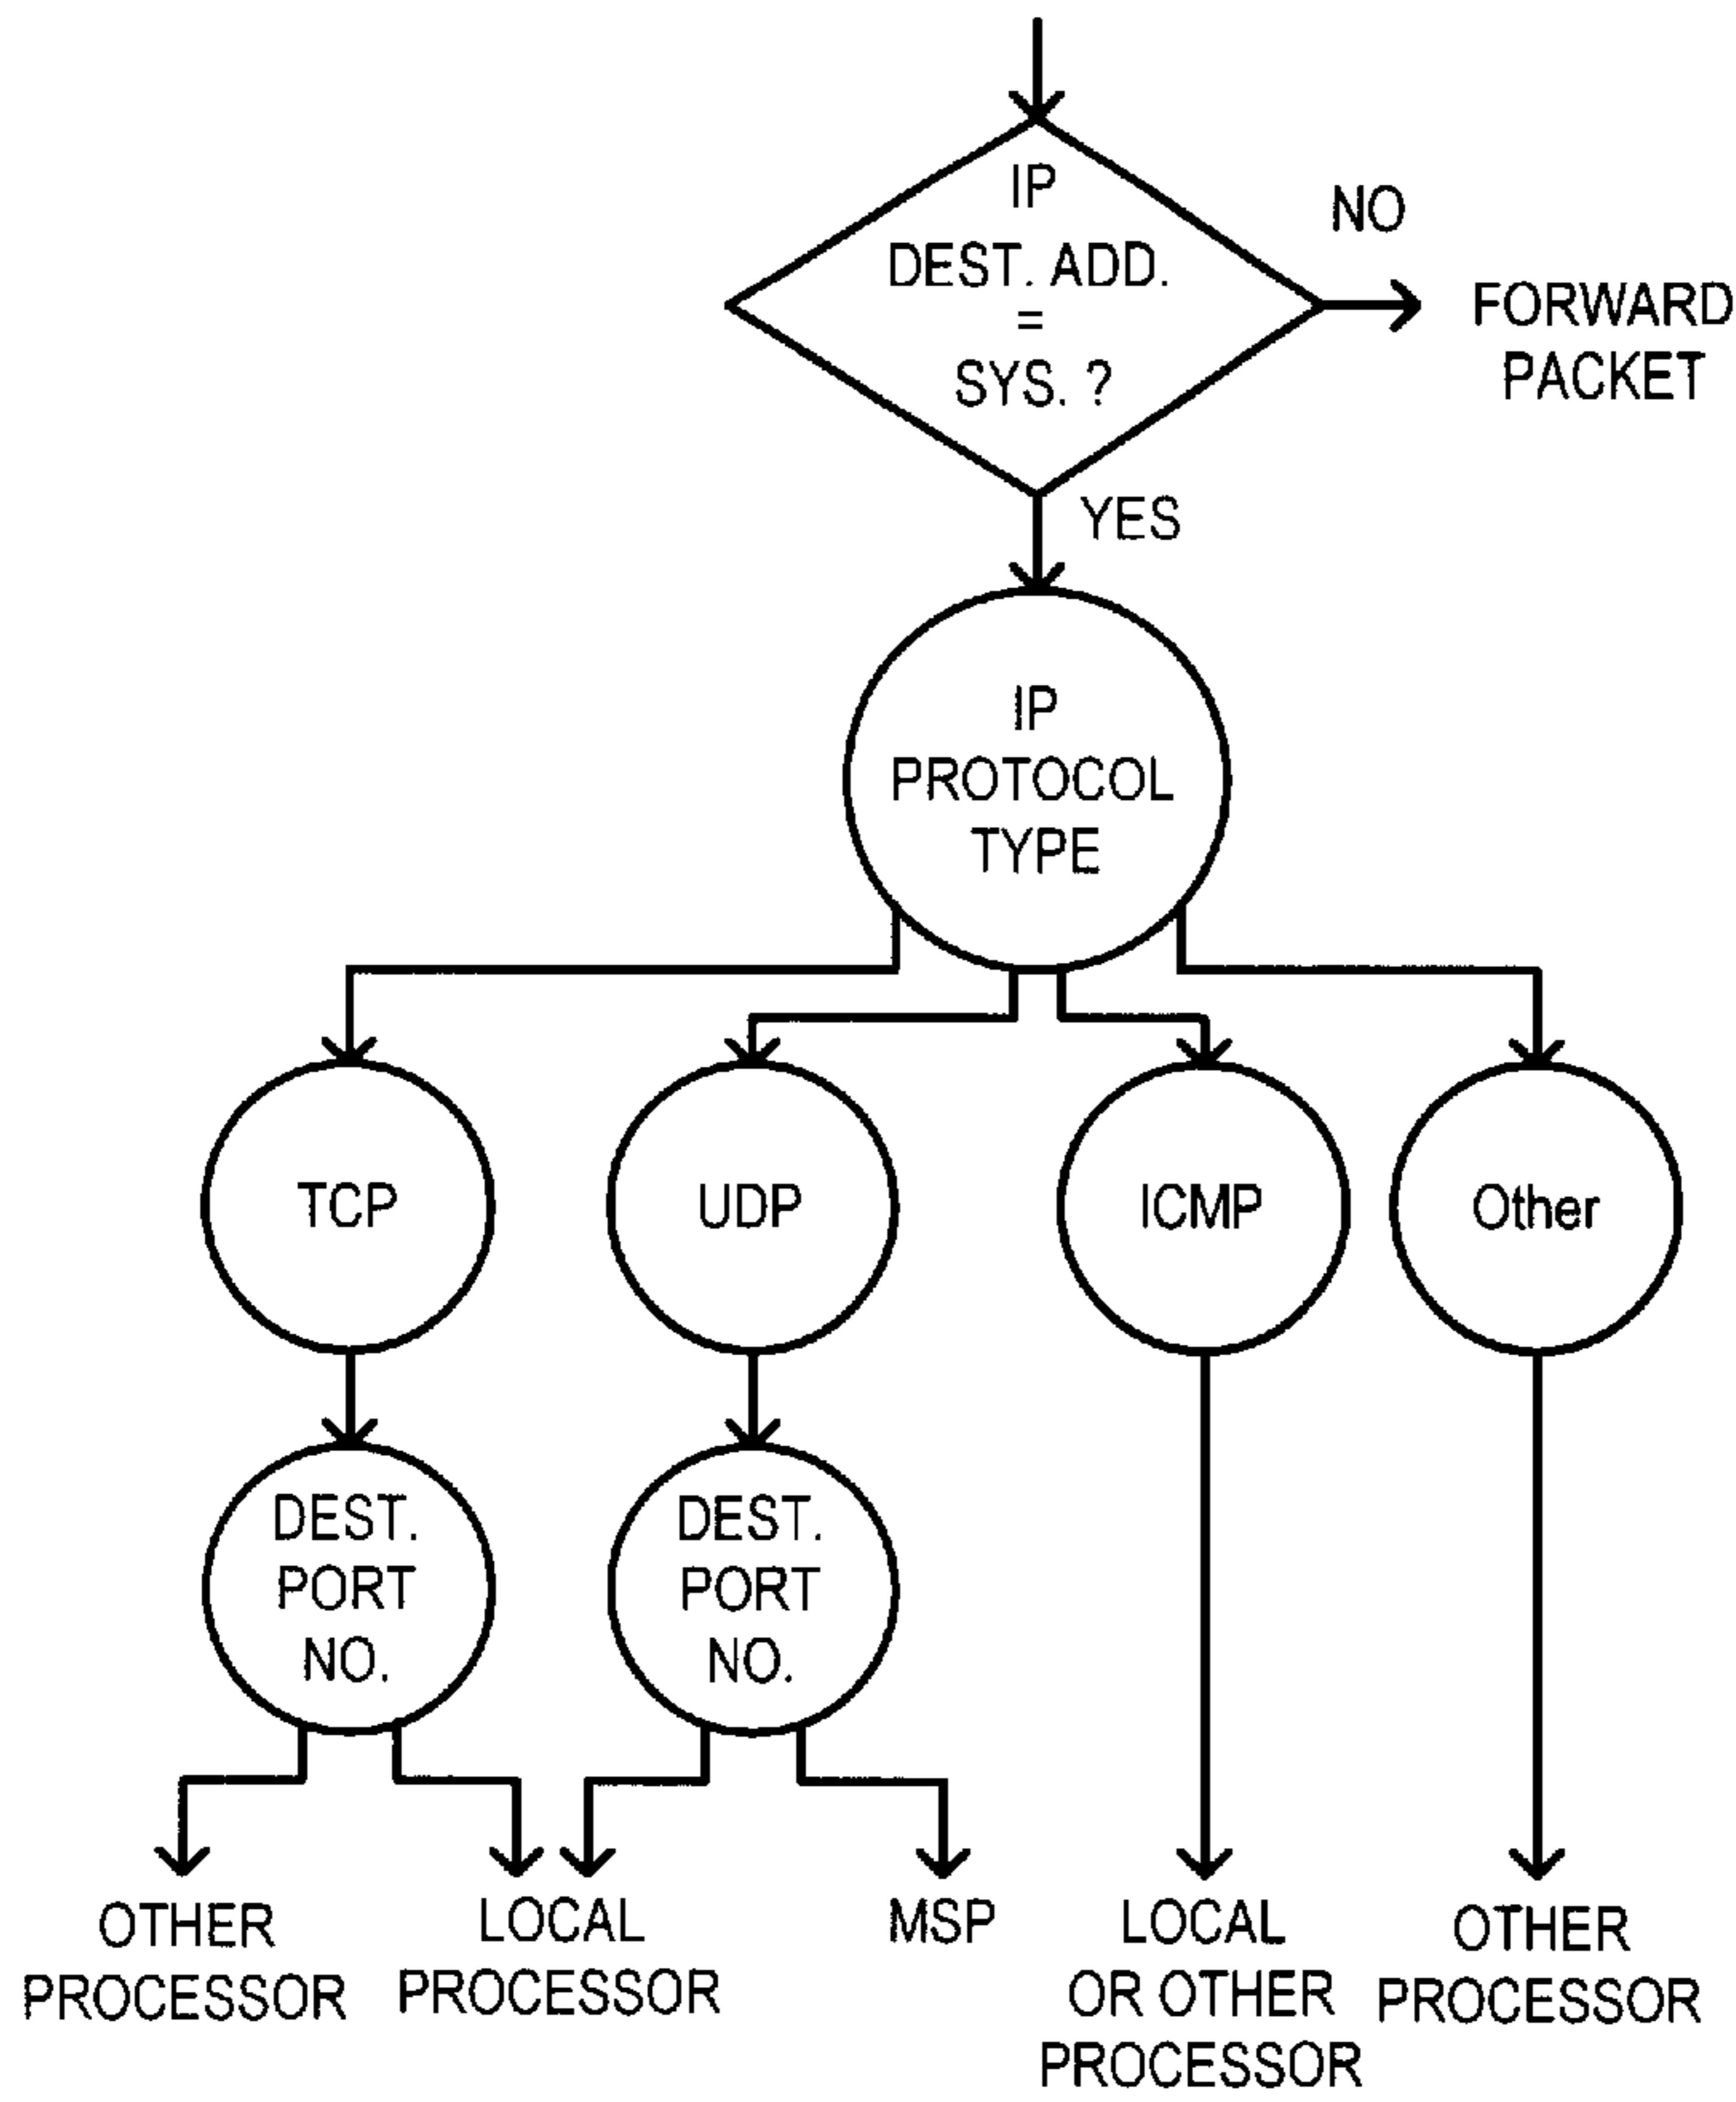 IP
DEST. ADD.
=
SYS. ?
NO
FORWARD
PACKET
YES
IP
PROTOCOL
TYPE
TCP
UDP
ICMP
Other
DEST.
PORT
NO.
DEST.
PORT
NO.
OTHER
PROCESSOR
LOCAL
PROCESSOR
MSP
LOCAL
OR OTHER
PROCESSOR
OTHER
PROCESSOR